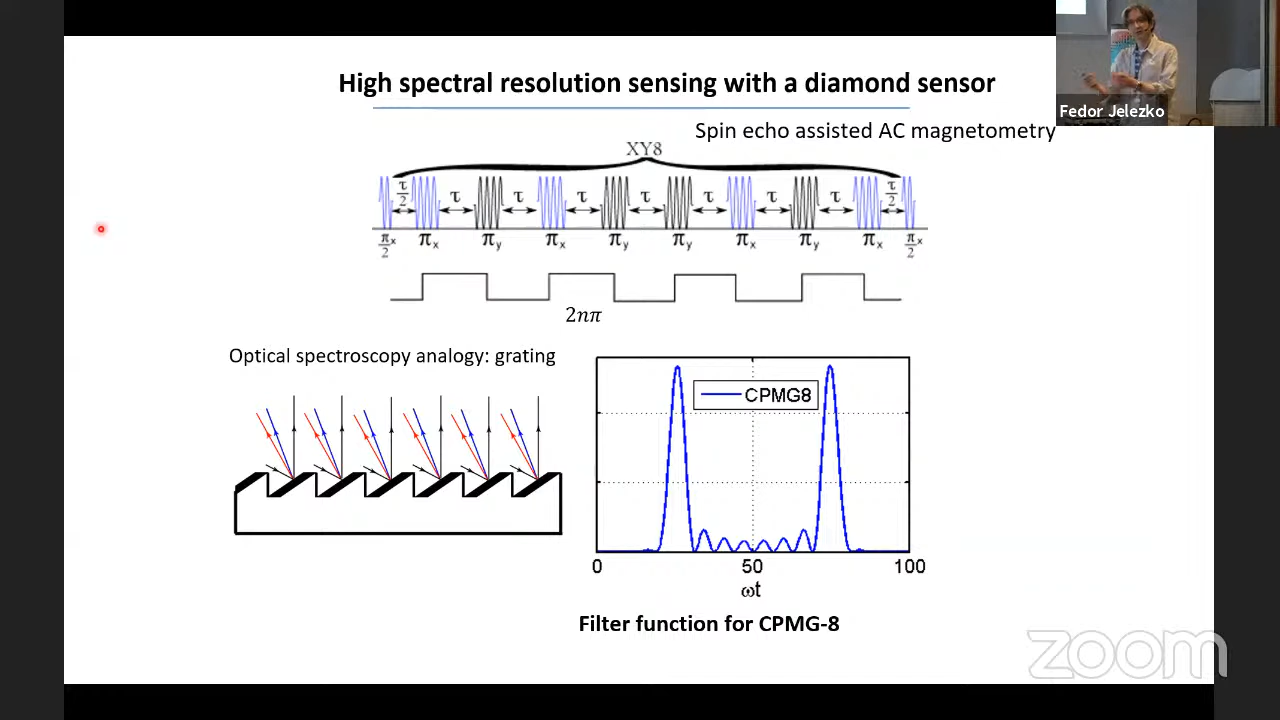 High spectral resolution sensing with a diamond sensor
Fedor Jelezko
Spin echo assisted AC magnetometry
XY8
τ/2 τ τ τ τ τ τ τ τ/2
π/2 x πx πy πx πy πy πx πy πx π/2 x
2nπ
Optical spectroscopy analogy: grating
CPMG8
0 50 100
ωt
Filter function for CPMG-8
zoom